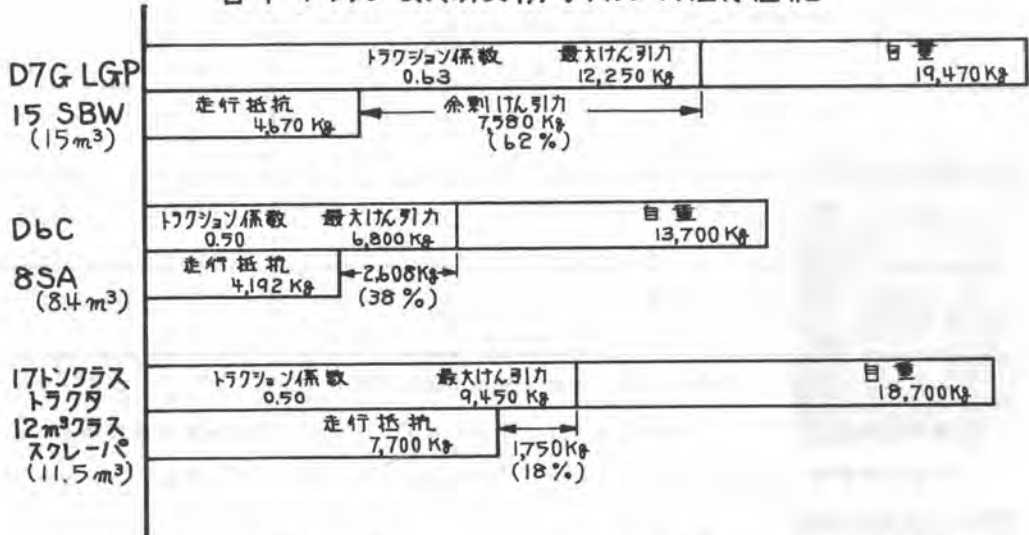 D7G LGP
15 SBW
(15m³)
トラクション係数
0.63
最大けん引力
12,250 Kg
自重
19,470 Kg
走行抵抗
4,670 Kg
余剰けん引力
7,580 Kg
(62%)
D6C
8SA
(8.4m³)
トラクション係数
0.50
最大けん引力
6,800 Kg
自重
13,700 Kg
走行抵抗
4,192 Kg
2,608Kg
(38%)
17トンクラス
トラクタ
12m³クラス
スクレーパ
(11.5m³)
トラクション係数
0.50
最大けん引力
9,450 Kg
自重
18,700Kg
走行抵抗
7,700 Kg
1,750Kg
(18%)